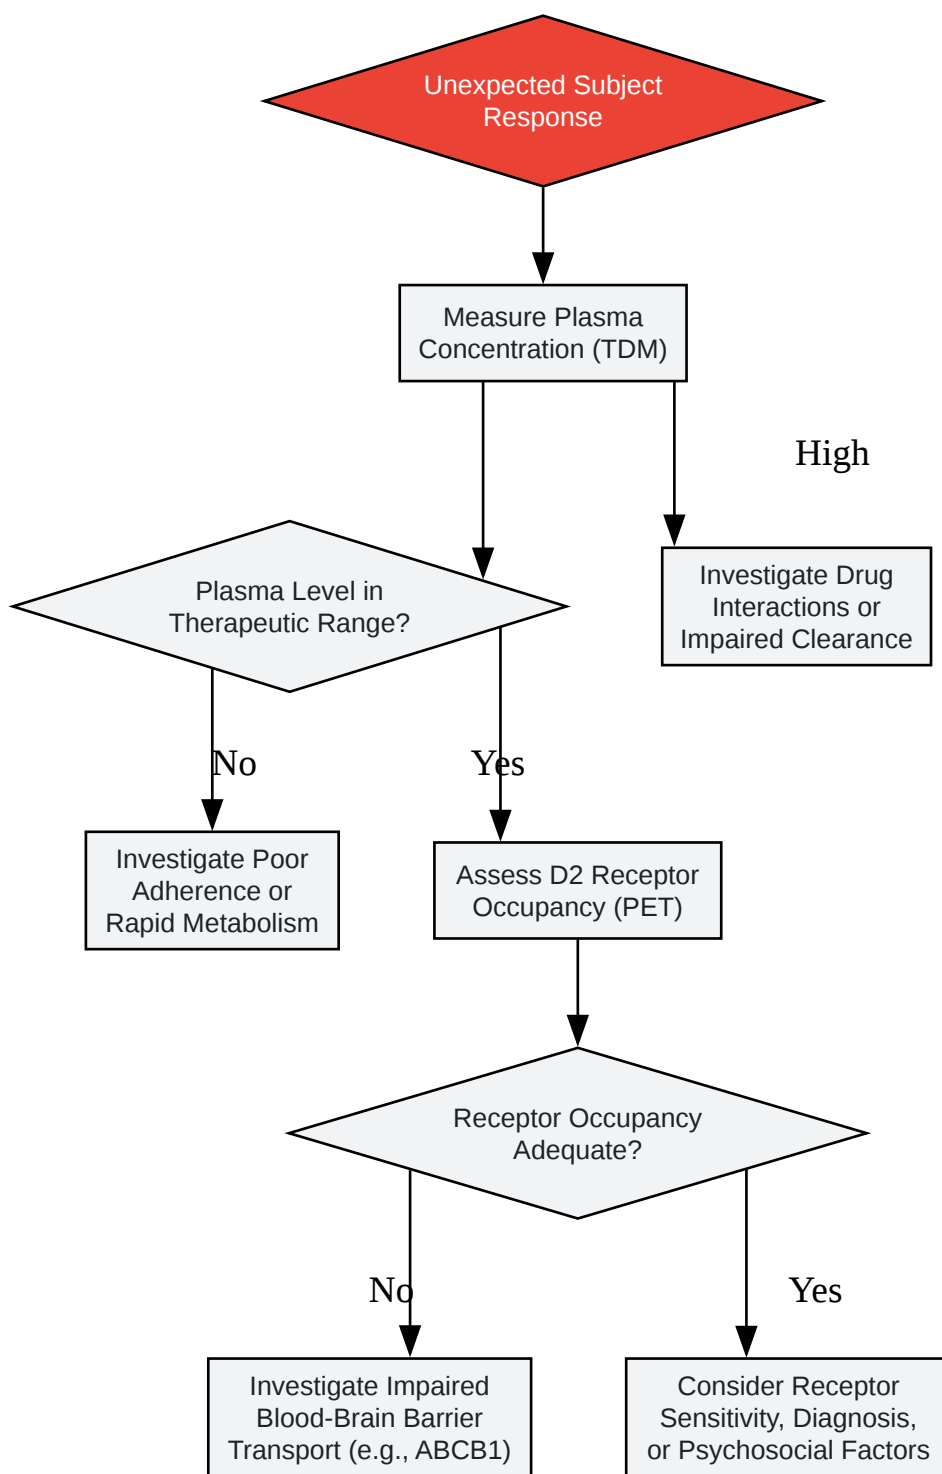 Unexpected Subject
Response
Measure Plasma
Concentration (TDM)
High
Plasma Level in
Therapeutic Range?
Investigate Drug
Interactions or
Impaired Clearance
No
Yes
Investigate Poor
Adherence or
Rapid Metabolism
Assess D2 Receptor
Occupancy (PET)
Receptor Occupancy
Adequate?
No
Yes
Investigate Impaired
Blood-Brain Barrier
Transport (e.g., ABCB1)
Consider Receptor
Sensitivity, Diagnosis,
or Psychosocial Factors